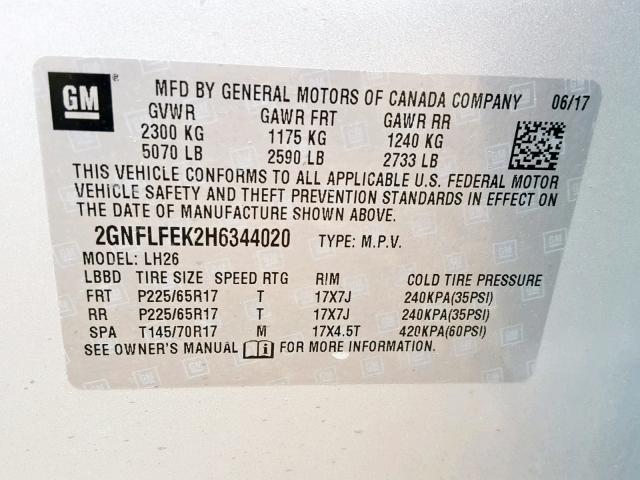 GM ® MFD BY GENERAL MOTORS OF CANADA COMPANY 06/17
GVWR GAWR FRT GAWR RR
2300 KG 1175 KG 1240 KG
5070 LB 2590 LB 2733 LB
THIS VEHICLE CONFORMS TO ALL APPLICABLE U.S. FEDERAL MOTOR
VEHICLE SAFETY AND THEFT PREVENTION STANDARDS IN EFFECT ON
THE DATE OF MANUFACTURE SHOWN ABOVE.
2GNFLFEK2H6344020 TYPE: M.P.V.
MODEL: LH26
LBBD TIRE SIZE SPEED RTG RIM COLD TIRE PRESSURE
FRT P225/65R17 T 17X7J 240KPA(35PSI)
RR P225/65R17 T 17X7J 240KPA(35PSI)
SPA T145/70R17 M 17X4.5T 420KPA(60PSI)
SEE OWNER'S MANUAL i FOR MORE INFORMATION.